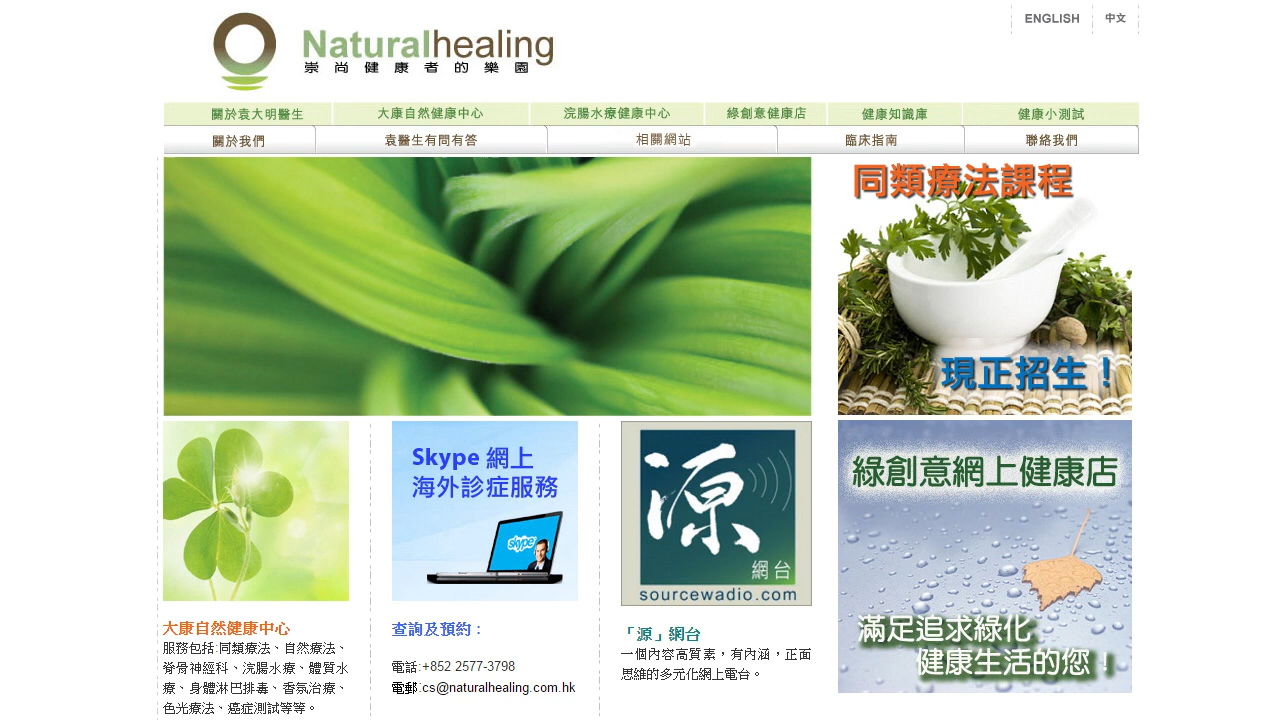 ENGLISH
中文
Naturalhealing
崇尚健康者的樂園
關於袁大明醫生
大康自然健康中心
浣腸水療健康中心
綠創意健康店
健康知識庫
健康小測試
關於我們
袁醫生有問有答
相關網站
臨床指南
聯絡我們
同類療法課程
現正招生！
Skype 網上
海外診症服務
skype
源
網台
sourcewadio.com
綠創意網上健康店
滿足追求綠化
健康生活的您！
大康自然健康中心
服務包括:同類療法、自然療法、
脊骨神經科、浣腸水療、體質水
療、身體淋巴排毒、香氛治療、
色光療法、癌症測試等等。
查詢及預約：
電話:+852 2577-3798
電郵:cs@naturalhealing.com.hk
「源」網台
一個內容高質素，有內涵，正面
思維的多元化網上電台。